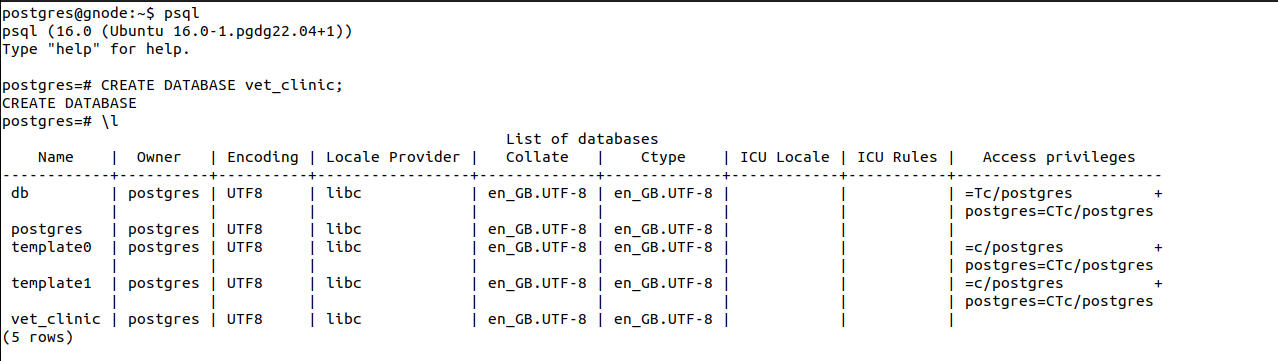 postgres@gnode:~$ psql
psql (16.0 (Ubuntu 16.0-1.pgdg22.04+1))
Type "help" for help.

postgres=# CREATE DATABASE vet_clinic;
CREATE DATABASE
postgres=# \l
                                                        List of databases
    Name    |  Owner   | Encoding | Locale Provider |   Collate   |    Ctype    | ICU Locale | ICU Rules |   Access privileges   
------------+----------+----------+-----------------+-------------+-------------+------------+-----------+-----------------------
 db         | postgres | UTF8     | libc            | en_GB.UTF-8 | en_GB.UTF-8 |            |           | =Tc/postgres         +
            |          |          |                 |             |             |            |           | postgres=CTc/postgres
 postgres   | postgres | UTF8     | libc            | en_GB.UTF-8 | en_GB.UTF-8 |            |           | 
 template0  | postgres | UTF8     | libc            | en_GB.UTF-8 | en_GB.UTF-8 |            |           | =c/postgres          +
            |          |          |                 |             |             |            |           | postgres=CTc/postgres
 template1  | postgres | UTF8     | libc            | en_GB.UTF-8 | en_GB.UTF-8 |            |           | =c/postgres          +
            |          |          |                 |             |             |            |           | postgres=CTc/postgres
 vet_clinic | postgres | UTF8     | libc            | en_GB.UTF-8 | en_GB.UTF-8 |            |           | 
(5 rows)